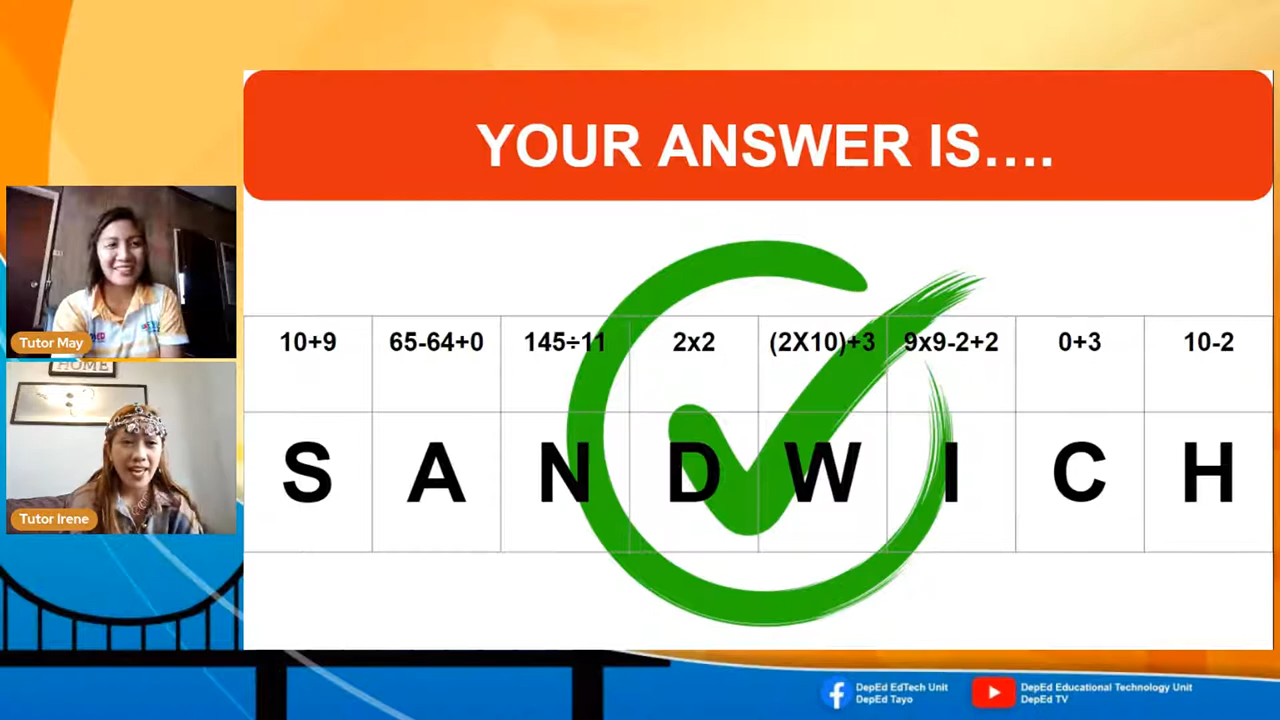 YOUR ANSWER IS....
HOME
Tutor May
Tutor Irene
10+9 65-64+0 145÷11 2x2 (2X10)+3 9x9-2+2 0+3 10-2
S A N D W I C H
DepEd EdTech Unit
DepEd Tayo
DepEd Educational Technology Unit
DepEd TV